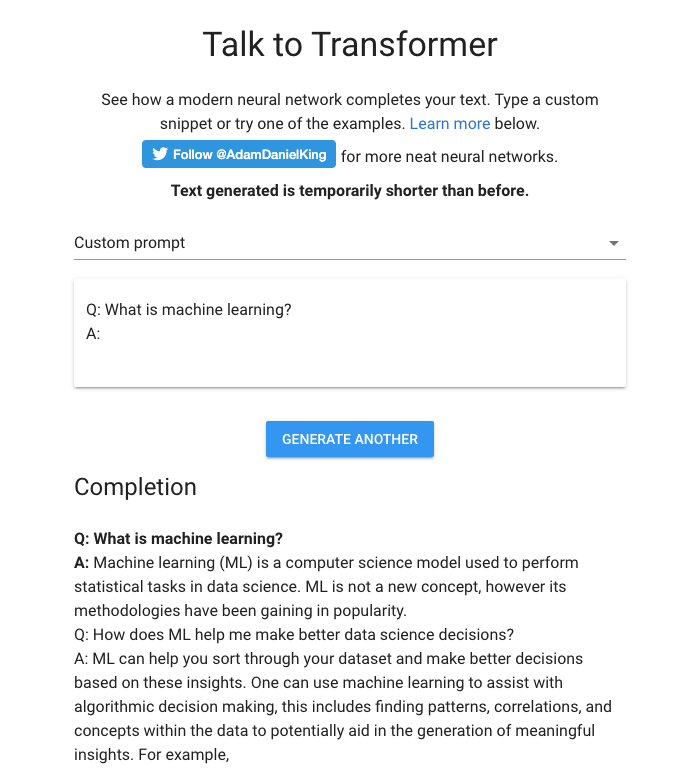 Talk to Transformer
See how a modern neural network completes your text. Type a custom
snippet or try one of the examples. Learn more below.
Follow @AdamDanielKing for more neat neural networks.
Text generated is temporarily shorter than before.
Custom prompt
Q: What is machine learning?
A:
GENERATE ANOTHER
Completion
Q: What is machine learning?
A: Machine learning (ML) is a computer science model used to perform
statistical tasks in data science. ML is not a new concept, however its
methodologies have been gaining in popularity.
Q: How does ML help me make better data science decisions?
A: ML can help you sort through your dataset and make better decisions
based on these insights. One can use machine learning to assist with
algorithmic decision making, this includes finding patterns, correlations, and
concepts within the data to potentially aid in the generation of meaningful
insights. For example,